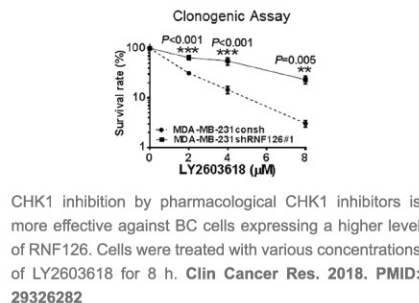 Clonogenic Assay
P<0.001
P<0.001
***
***
P=0.005
**
Survival rate (%)
100
10
1
MDA-MB-231consh
MDA-MB-231shRNF126#1
0 2 4 6 8
LY2603618 (μM)
CHK1 inhibition by pharmacological CHK1 inhibitors is
more effective against BC cells expressing a higher level
of RNF126. Cells were treated with various concentrations
of LY2603618 for 8 h. Clin Cancer Res. 2018. PMID:
29326282